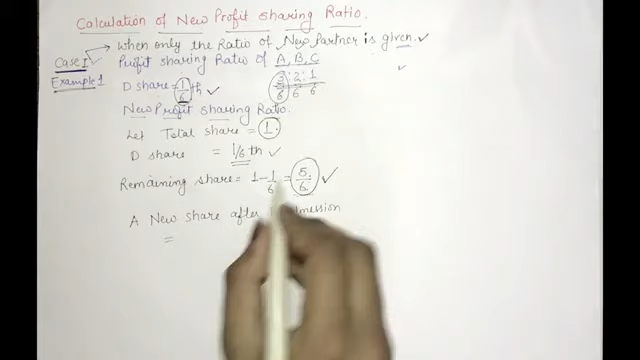 Calculation of New Profit sharing Ratio.
Case I → When only the Ratio of New Partner is given. ✓
Example 1 Profit sharing Ratio of A, B, C
3 : 2 : 1
D share = 1/6 th ✓ 6 6 6
New Profit sharing Ratio.
Let Total share = 1.
D share = 1/6 th ✓
Remaining share = 1 - 1/6 = 5/6 ✓
A New share after
=